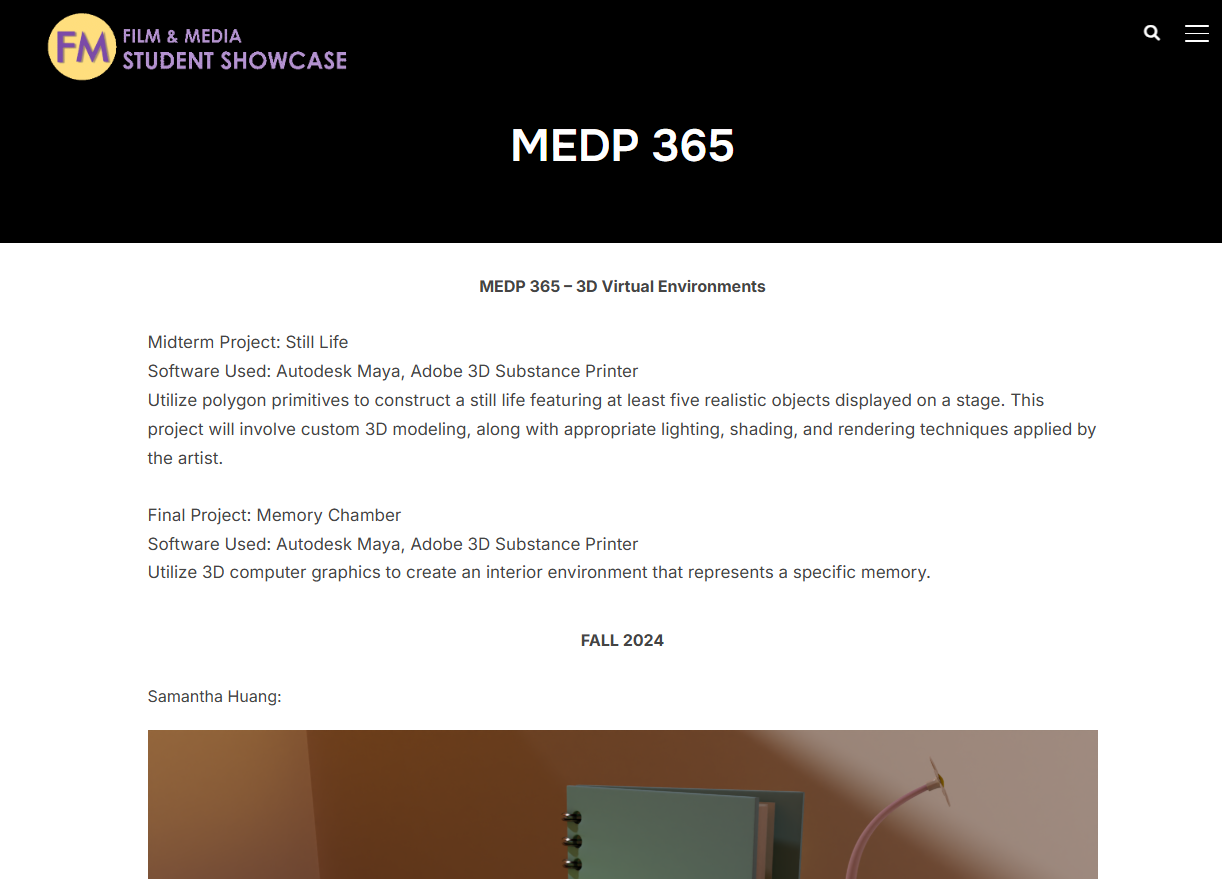 FM FILM & MEDIA
STUDENT SHOWCASE
MEDP 365
MEDP 365 – 3D Virtual Environments
Midterm Project: Still Life
Software Used: Autodesk Maya, Adobe 3D Substance Printer
Utilize polygon primitives to construct a still life featuring at least five realistic objects displayed on a stage. This
project will involve custom 3D modeling, along with appropriate lighting, shading, and rendering techniques applied by
the artist.
Final Project: Memory Chamber
Software Used: Autodesk Maya, Adobe 3D Substance Printer
Utilize 3D computer graphics to create an interior environment that represents a specific memory.
FALL 2024
Samantha Huang: